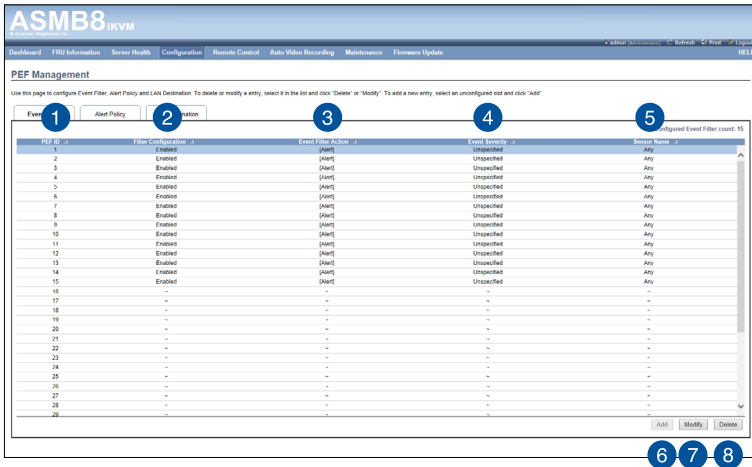 ASMB8 iKVM
© American Megatrends Inc.
• admin (Administrator) Refresh Print Logout
Dashboard FRU Information Server Health Configuration Remote Control Auto Video Recording Maintenance Firmware Update HEL
PEF Management
Use this page to configure Event Filter, Alert Policy and LAN Destination. To delete or modify a entry, select it in the list and click "Delete" or "Modify". To add a new entry, select an unconfigured slot and click "Add"
1 2 3 4 5
Alert Policy
Configured Event Filter count: 15
PEF ID Filter Configuration Event Filter Action Event Severity Sensor Name
Enabled [Alert] Unspecified Any
2 Enabled [Alert] Unspecified Any
3 Enabled [Alert] Unspecified Any
4 Enabled [Alert] Unspecified Any
5 Enabled [Alert] Unspecified Any
6 Enabled [Alert] Unspecified Any
7 Enabled [Alert] Unspecified Any
8 Enabled [Alert] Unspecified Any
9 Enabled [Alert] Unspecified Any
10 Enabled [Alert] Unspecified Any
11 Enabled [Alert] Unspecified Any
12 Enabled [Alert] Unspecified Any
13 Enabled [Alert] Unspecified Any
14 Enabled [Alert] Unspecified Any
15 Enabled [Alert] Unspecified Any
16 ~ ~ ~ ~
17 ~ ~ ~ ~
18 ~ ~ ~ ~
19 ~ ~ ~ ~
20 ~ ~ ~ ~
21 ~ ~ ~ ~
22 ~ ~ ~ ~
23 ~ ~ ~ ~
24 ~ ~ ~ ~
25 ~ ~ ~ ~
26 ~ ~ ~ ~
27 ~ ~ ~ ~
28 ~ ~ ~ ~
29 ~ ~ ~ ~
Add Modify Delete
6 7 8